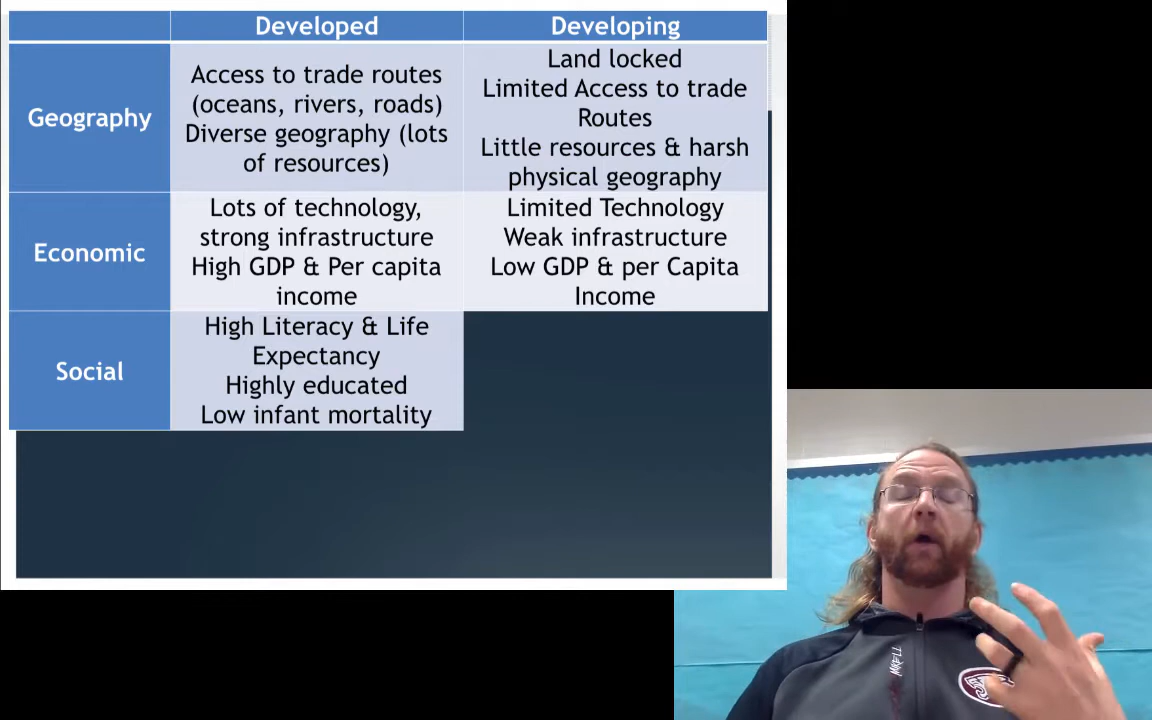 Developed
Developing
Geography
Access to trade routes
(oceans, rivers, roads)
Diverse geography (lots
of resources)
Land locked
Limited Access to trade
Routes
Little resources & harsh
physical geography
Economic
Lots of technology,
strong infrastructure
High GDP & Per capita
income
Limited Technology
Weak infrastructure
Low GDP & per Capita
Income
Social
High Literacy & Life
Expectancy
Highly educated
Low infant mortality